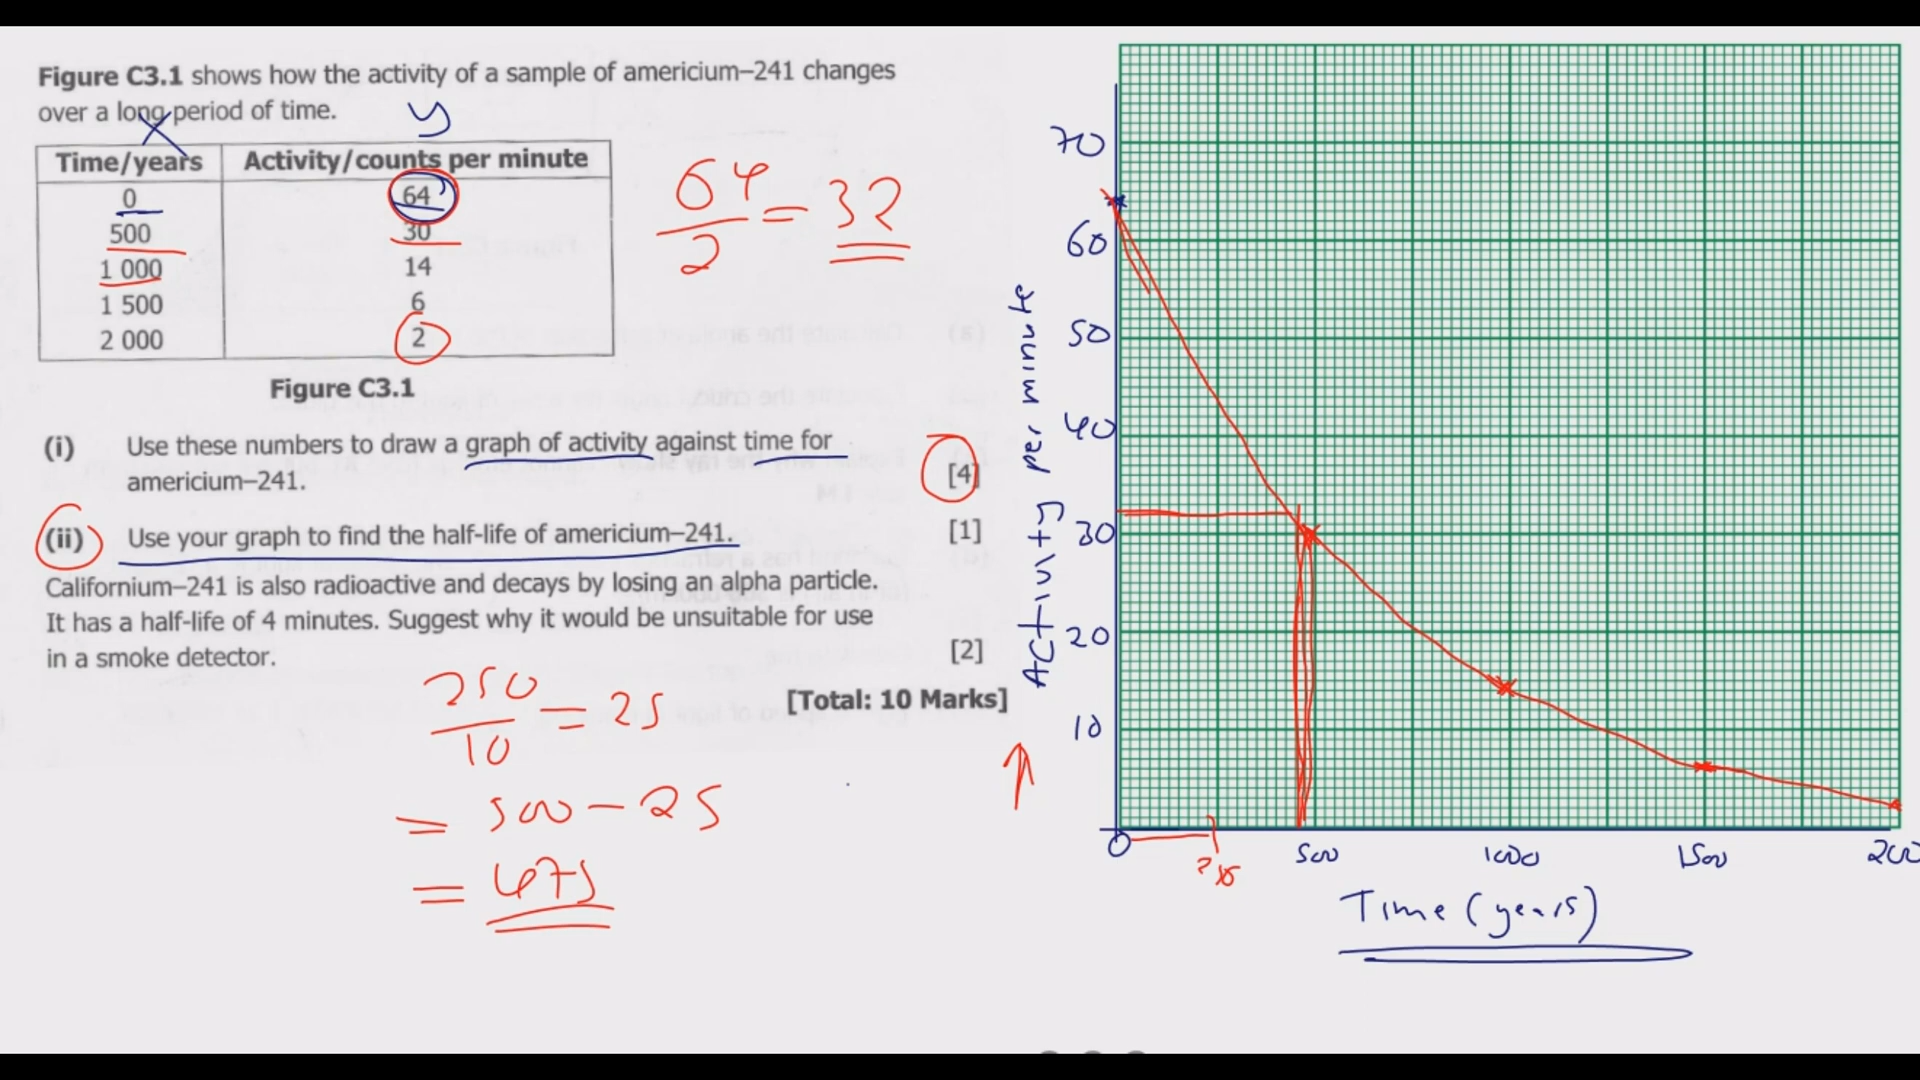 Figure C3.1 shows how the activity of a sample of americium–241 changes
over a long period of time.
x y
Time/years Activity/counts per minute
0 64
500 30
1 000 14
1 500 6
2 000 2
Figure C3.1
64/2 = 32
(i) Use these numbers to draw a graph of activity against time for
americium–241. [4]
(ii) Use your graph to find the half-life of americium–241. [1]
Californium–241 is also radioactive and decays by losing an alpha particle.
It has a half-life of 4 minutes. Suggest why it would be unsuitable for use
in a smoke detector. [2]
[Total: 10 Marks]
250/10 = 25
= 500 – 25
= 475
Activity per minute
70
60
50
40
30
20
10
0 500 1000 1500 200
Time (years)